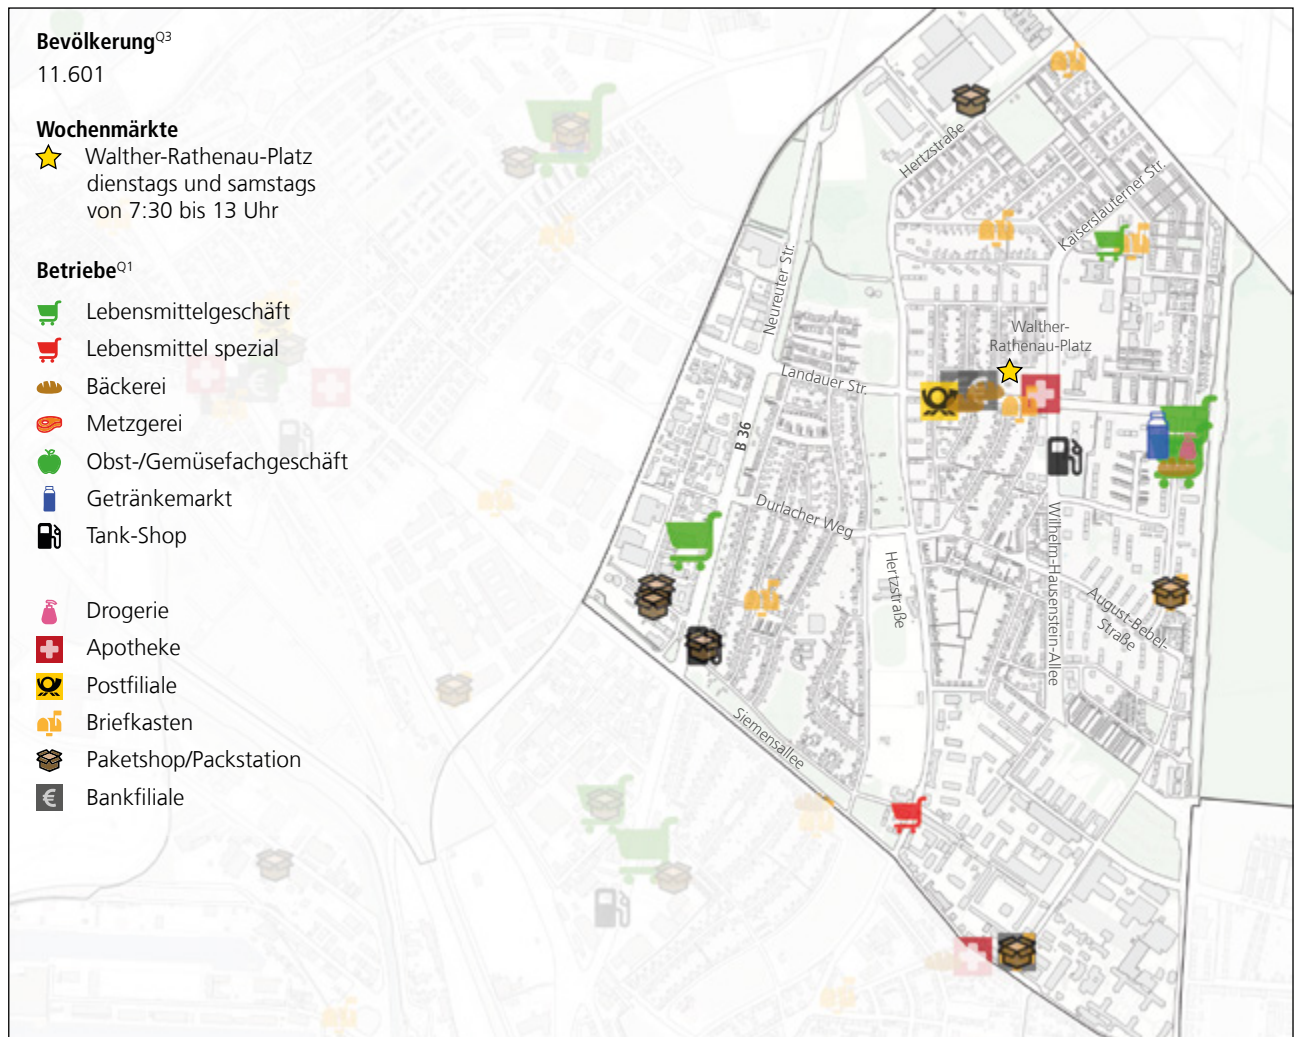 Bevölkerung Q3
11.601
Wochenmärkte
Walther-Rathenau-Platz
dienstags und samstags
von 7:30 bis 13 Uhr
Betriebe Q1
Lebensmittelgeschäft
Lebensmittel spezial
Bäckerei
Metzgerei
Obst-/Gemüsefachgeschäft
Getränkemarkt
Tank-Shop
Drogerie
Apotheke
Postfiliale
Briefkasten
Paketshop/Packstation
Bankfiliale
Hertzstraße
Kaiserslauterner Str.
Neureuter Str.
Walther-
Rathenau-Platz
Landauer Str.
B 36
Durlacher Weg
Hertzstraße
Wilhelm-Hausenstein-Allee
August-Bebel-
Straße
Siemensallee